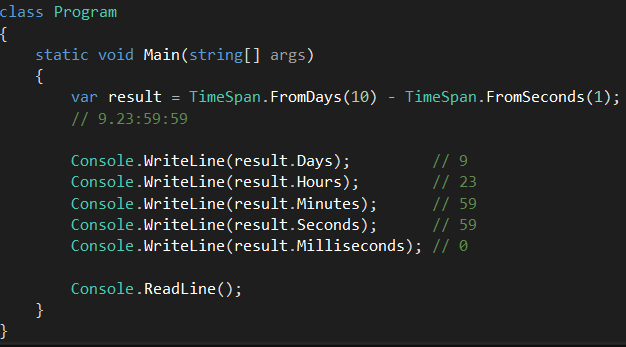 class Program
{
    static void Main(string[] args)
    {
        var result = TimeSpan.FromDays(10) - TimeSpan.FromSeconds(1);
        // 9.23:59:59

        Console.WriteLine(result.Days);         // 9
        Console.WriteLine(result.Hours);        // 23
        Console.WriteLine(result.Minutes);      // 59
        Console.WriteLine(result.Seconds);      // 59
        Console.WriteLine(result.Milliseconds); // 0

        Console.ReadLine();
    }
}